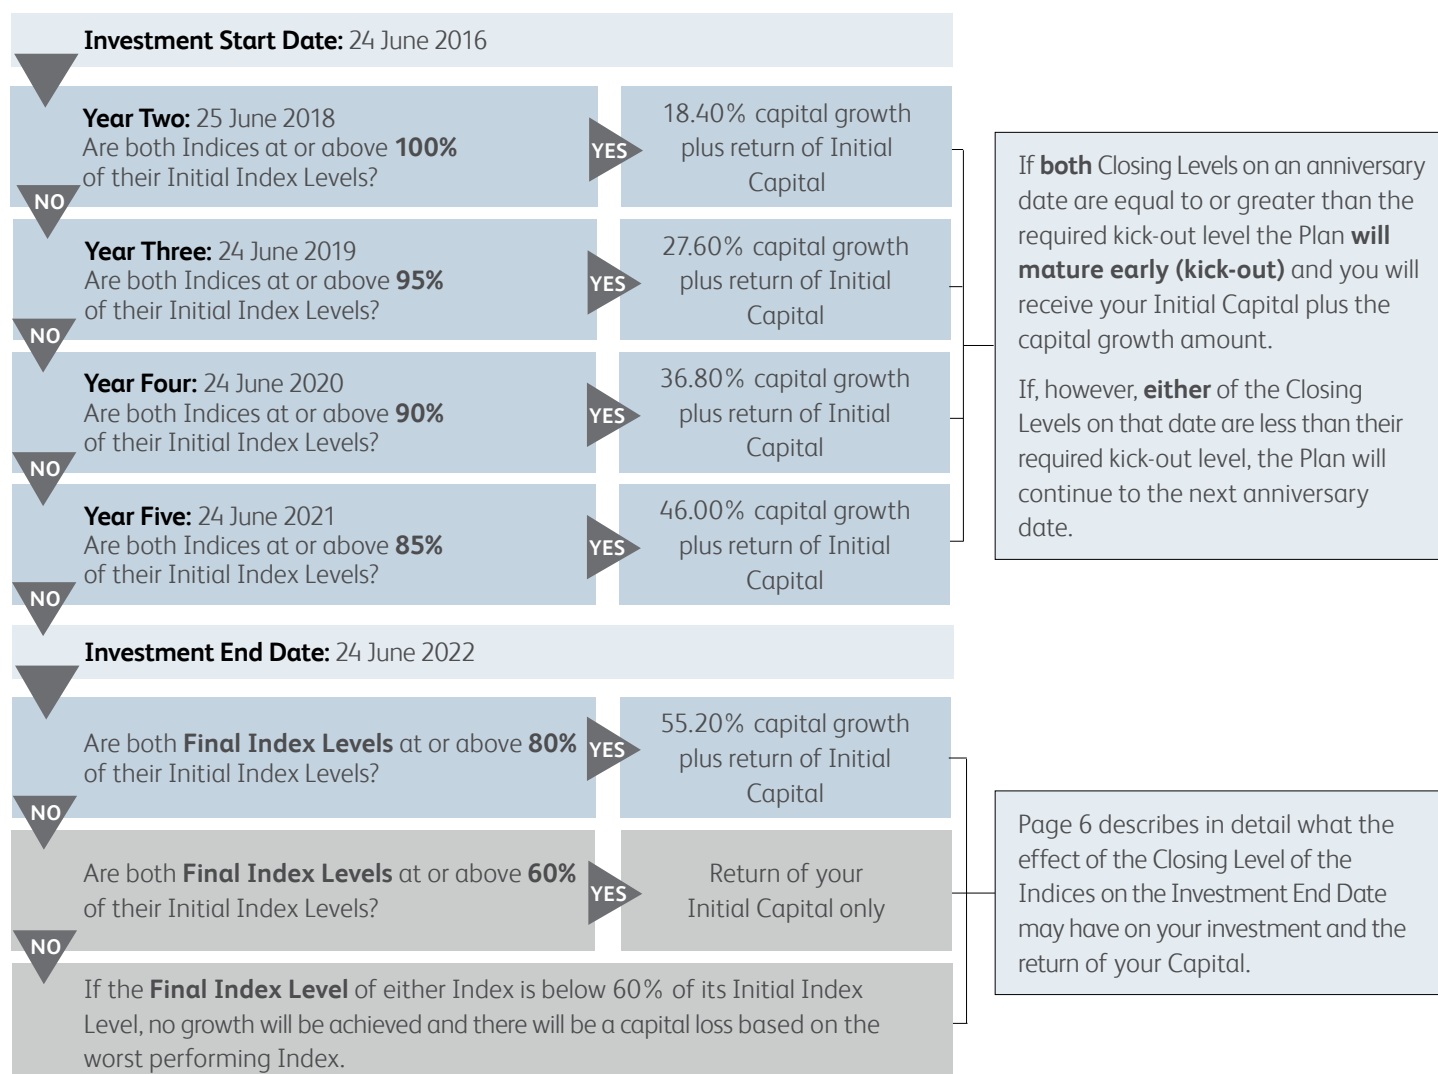 Investment Start Date: 24 June 2016
Year Two: 25 June 2018
Are both Indices at or above 100%
of their Initial Index Levels?
YES
18.40% capital growth
plus return of Initial
Capital
NO
Year Three: 24 June 2019
Are both Indices at or above 95%
of their Initial Index Levels?
YES
27.60% capital growth
plus return of Initial
Capital
NO
Year Four: 24 June 2020
Are both Indices at or above 90%
of their Initial Index Levels?
YES
36.80% capital growth
plus return of Initial
Capital
NO
Year Five: 24 June 2021
Are both Indices at or above 85%
of their Initial Index Levels?
YES
46.00% capital growth
plus return of Initial
Capital
NO
If both Closing Levels on an anniversary
date are equal to or greater than the
required kick-out level the Plan will
mature early (kick-out) and you will
receive your Initial Capital plus the
capital growth amount.
If, however, either of the Closing
Levels on that date are less than their
required kick-out level, the Plan will
continue to the next anniversary
date.
Investment End Date: 24 June 2022
Are both Final Index Levels at or above 80%
of their Initial Index Levels?
YES
55.20% capital growth
plus return of Initial
Capital
NO
Are both Final Index Levels at or above 60%
of their Initial Index Levels?
YES
Return of your
Initial Capital only
NO
If the Final Index Level of either Index is below 60% of its Initial Index
Level, no growth will be achieved and there will be a capital loss based on the
worst performing Index.
Page 6 describes in detail what the
effect of the Closing Level of the
Indices on the Investment End Date
may have on your investment and the
return of your Capital.